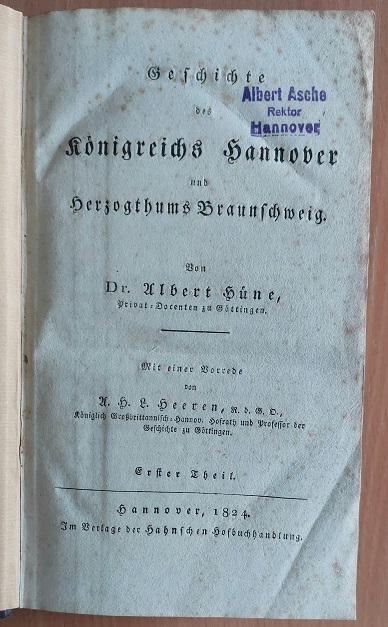 Geschichte
des
Albert Asche
Rektor
Hannover
Königreichs Hannover
und
Herzogthums Braunschweig.
Von
Dr. Albert Hüne,
Privat-Docenten zu Göttingen.
Mit einer Vorrede
von
A. H. L. Heeren, R. d. G. O.,
Königlich Großbrittannisch-Hannov. Hofrath und Professor der
Geschichte zu Göttingen.
Erster Theil.
Hannover, 1824.
Im Verlage der Hahnschen Hofbuchhandlung.